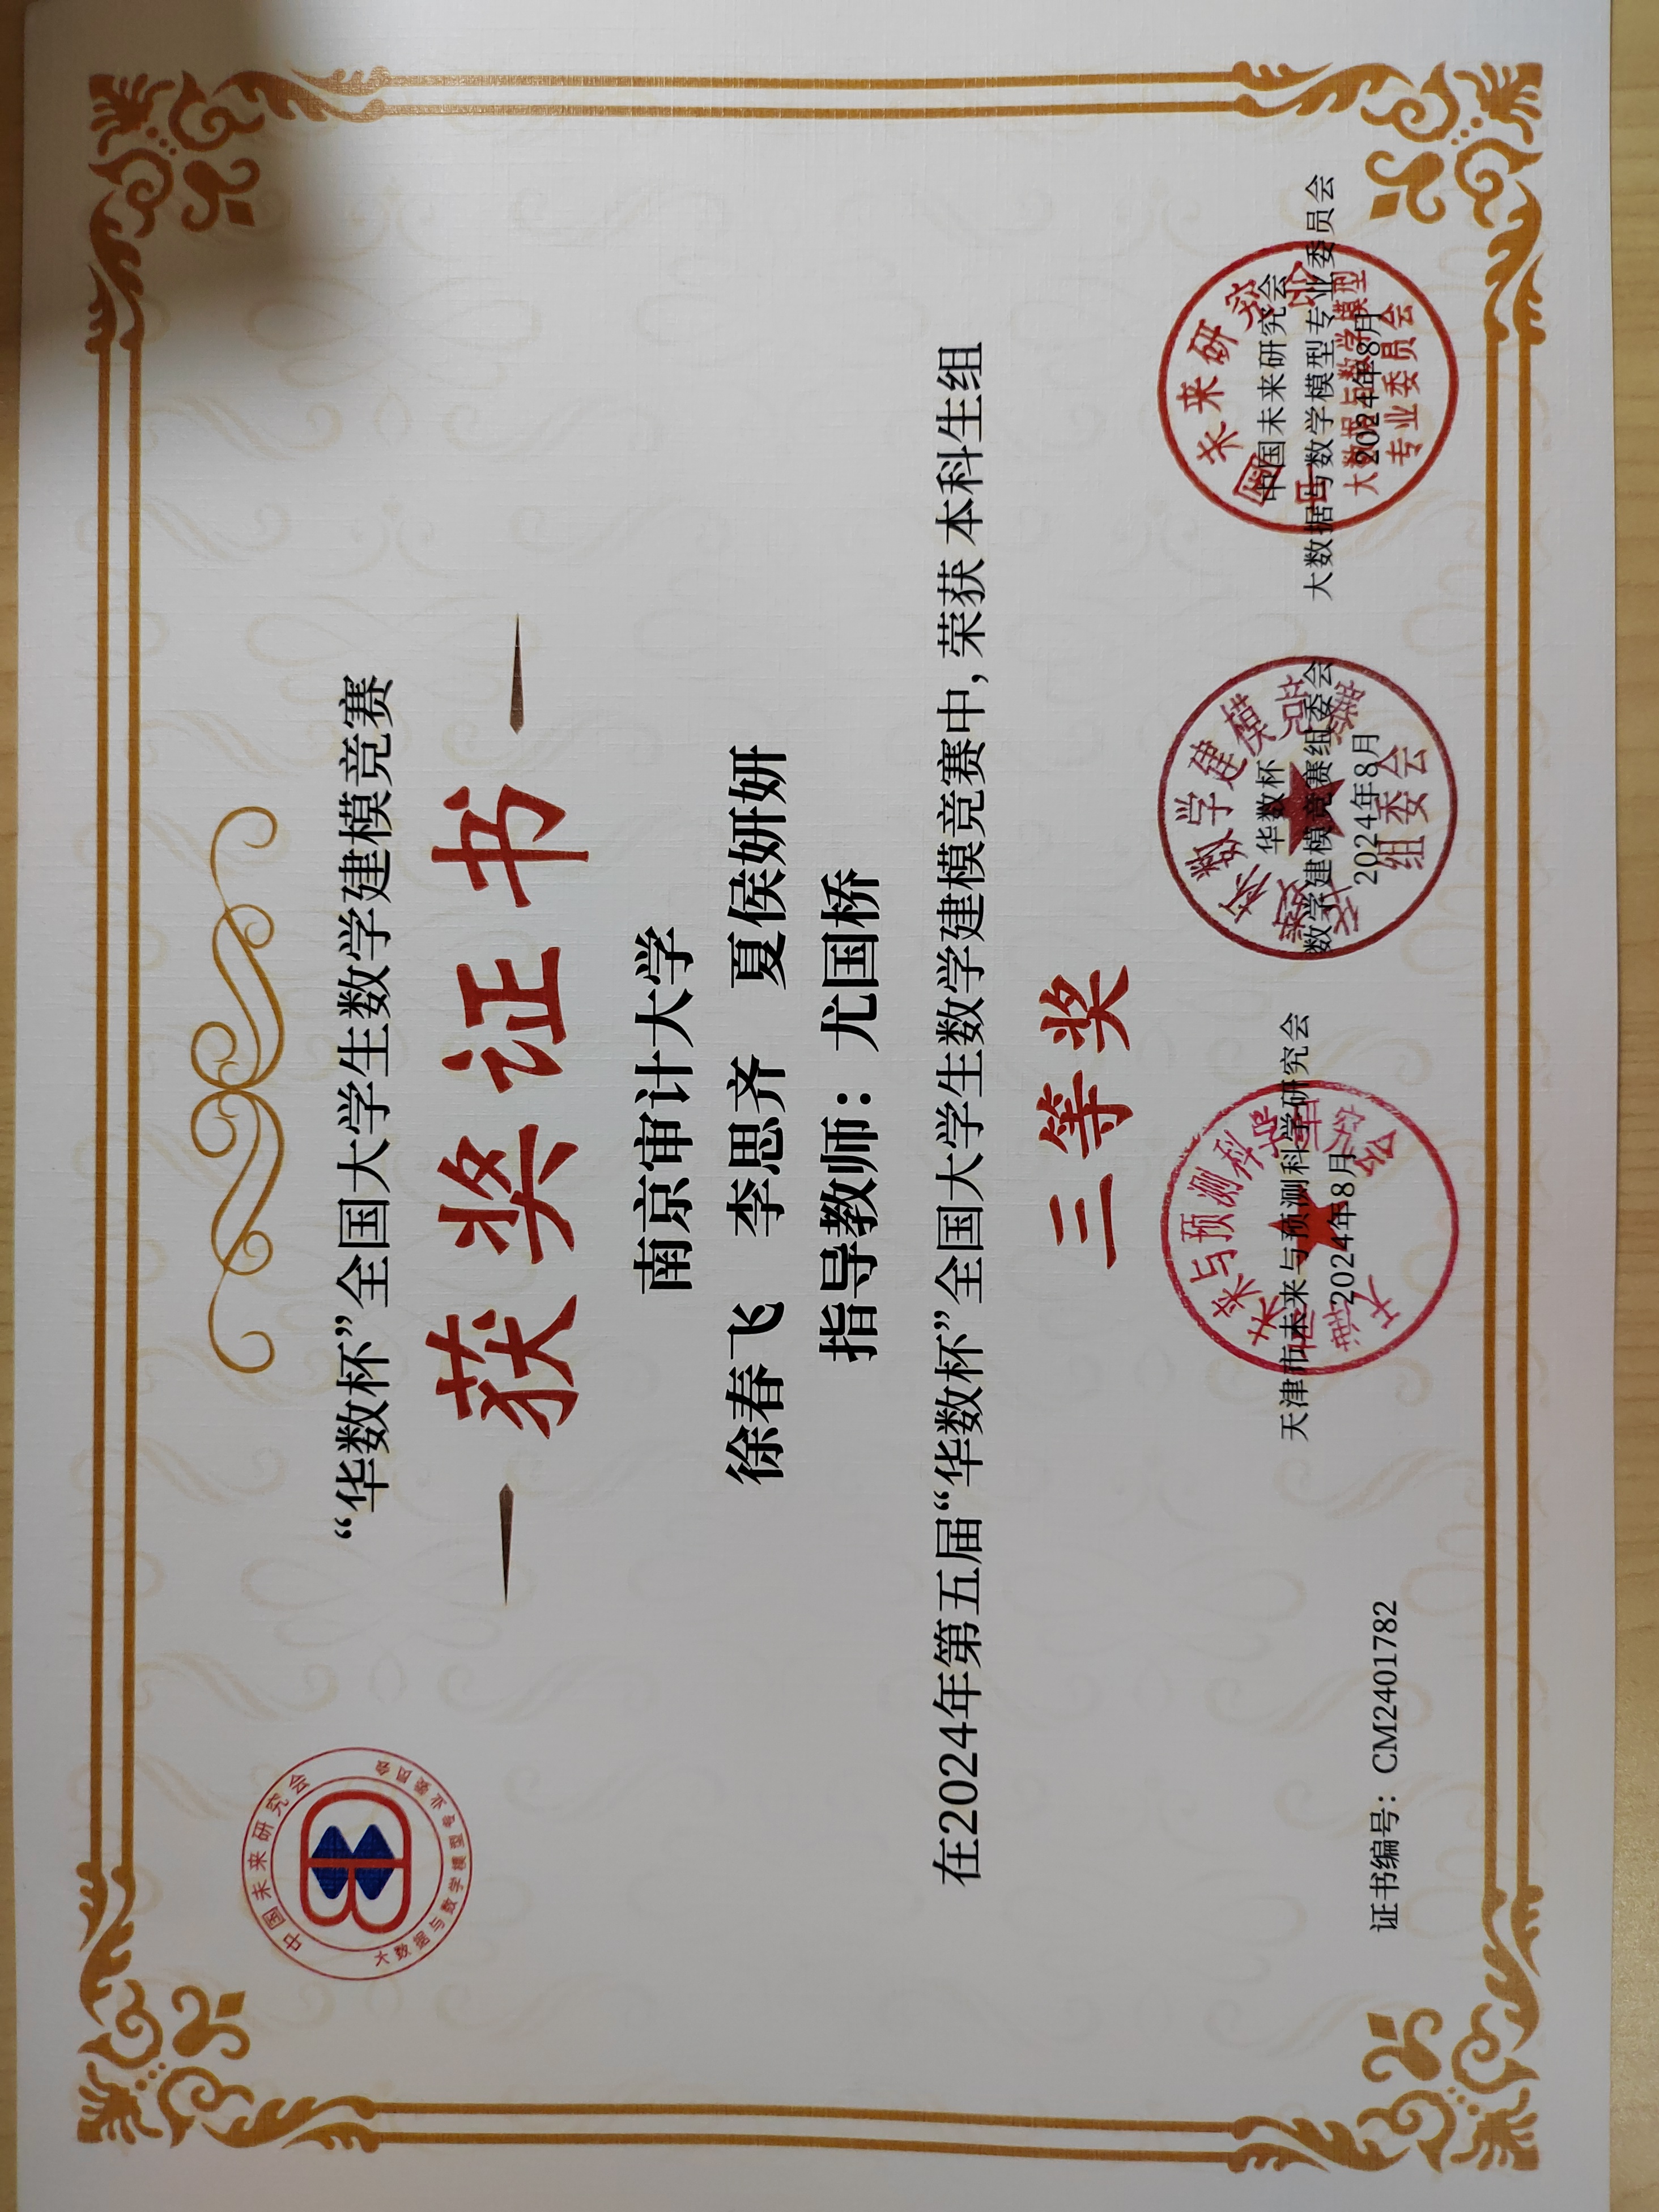 中国未来研究会
大数据与数学模型专业委员会
“华数杯”全国大学生数学建模竞赛
获奖证书
南京审计大学
徐春飞 李思齐 夏侯妍妍
指导教师：尤国桥
在2024年第五届“华数杯”全国大学生数学建模竞赛中, 荣获 本科生组
三等奖
天津市未来与预测科学研究会
天津市未来与预测科学研究会
2024年8月
华数杯数学建模竞赛
组委会
华数杯
数学建模竞赛组委会
2024年8月
中国未来研究会
大数据与数学模型
专业委员会
中国未来研究会
大数据与数学模型专业委员会
2024年8月
证书编号：CM2401782